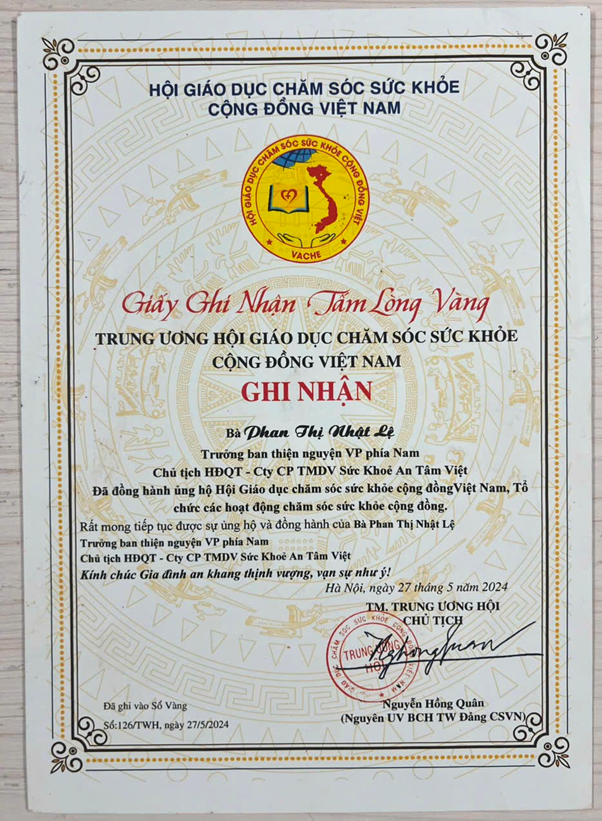 HỘI GIÁO DỤC CHĂM SÓC SỨC KHỎE
CỘNG ĐỒNG VIỆT NAM
HỘI GIÁO DỤC CHĂM SÓC SỨC KHỎE CỘNG ĐỒNG VIỆT
VACHE
Giấy Ghi Nhận Tấm Lòng Vàng
TRUNG ƯƠNG HỘI GIÁO DỤC CHĂM SÓC SỨC KHỎE
CỘNG ĐỒNG VIỆT NAM
GHI NHẬN
Bà Phan Thị Nhật Lệ
Trưởng ban thiện nguyện VP phía Nam
Chủ tịch HĐQT - Cty CP TMDV Sức Khoẻ An Tâm Việt
Đã đồng hành ủng hộ Hội Giáo dục chăm sóc sức khỏe cộng đồngViệt Nam, Tổ
chức các hoạt động chăm sóc sức khỏe cộng đồng.
Rất mong tiếp tục được sự ủng hộ và đồng hành của Bà Phan Thị Nhật Lệ
Trưởng ban thiện nguyện VP phía Nam
Chủ tịch HĐQT - Cty CP TMDV Sức Khoẻ An Tâm Việt
Kính chúc Gia đình an khang thịnh vượng, vạn sự như ý!
Hà Nội, ngày 27 tháng 5 năm 2024
TM. TRUNG ƯƠNG HỘI
CHỦ TỊCH
TRUNG ƯƠNG
HỘI
Nguyễn Hồng Quân
(Nguyên UV BCH TW Đảng CSVN)
Đã ghi vào Sổ Vàng
Số:126/TWH, ngày 27/5/2024